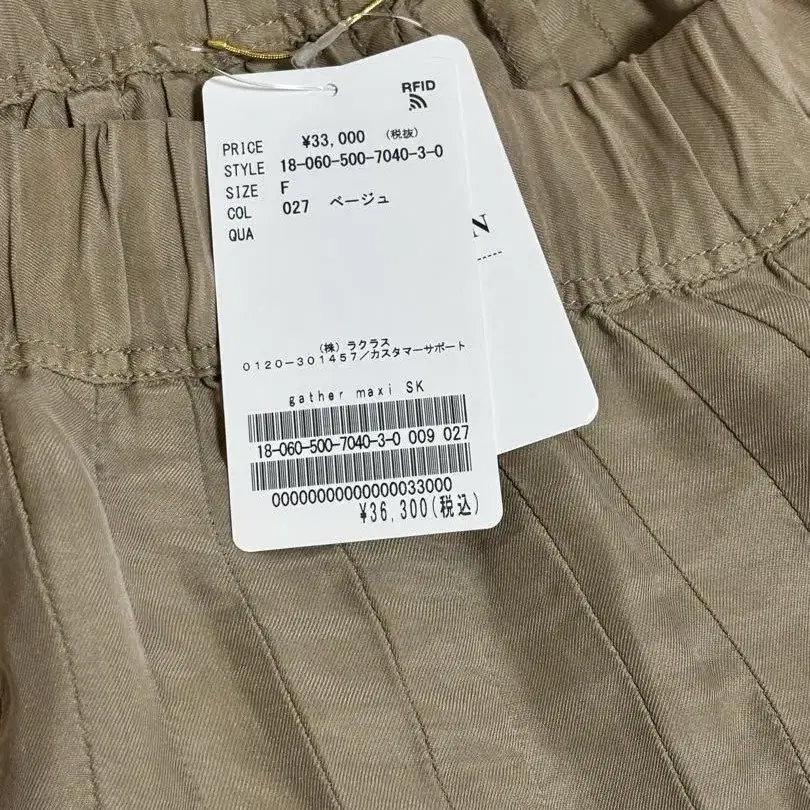 RFID
PRICE ¥33,000 (税抜)
STYLE 18-060-500-7040-3-0
SIZE F
COL 027 ベージュ
QUA
N
(株)ラクラス
0120-301457/カスタマーサポート
gather maxi SK
18-060-500-7040-3-0 009 027
00000000000000033000
¥36,300(税込)